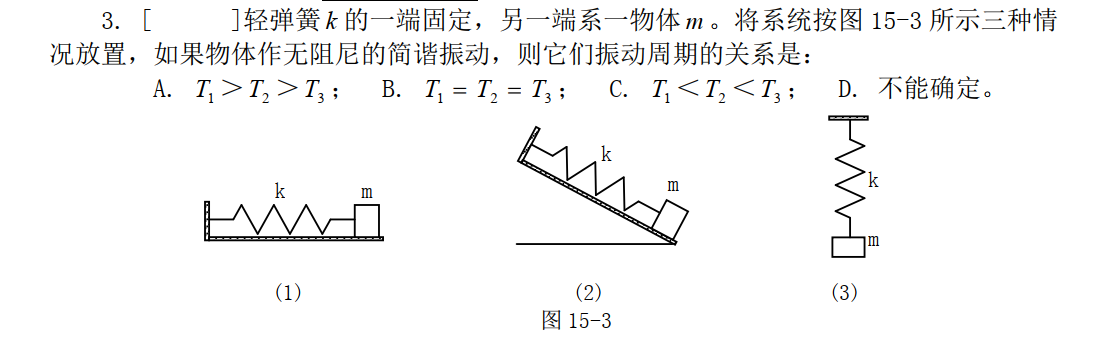 3. [ ]轻弹簧 k 的一端固定，另一端系一物体 m 。将系统按图 15-3 所示三种情
况放置，如果物体作无阻尼的简谐振动，则它们振动周期的关系是：
A. T₁＞T₂＞T₃； B. T₁＝T₂＝T₃； C. T₁＜T₂＜T₃； D. 不能确定。
k m
k m
k m
(1) (2) (3)
图 15-3